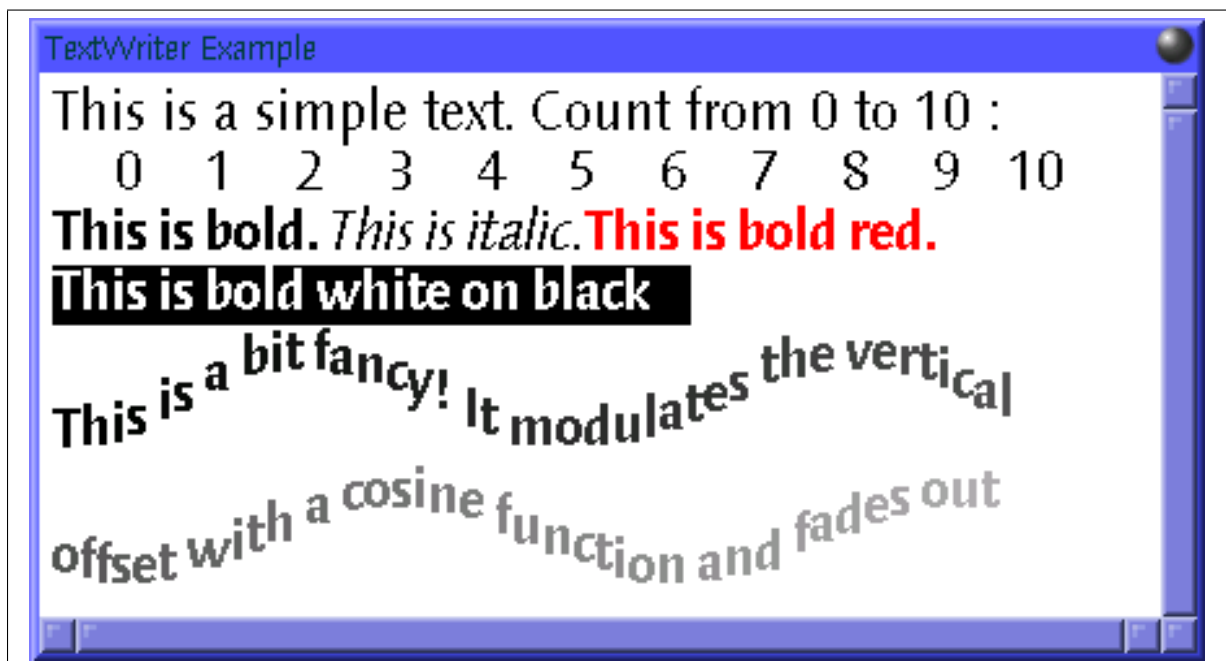 TextWriter Example
This is a simple text. Count from 0 to 10 :
0 1 2 3 4 5 6 7 8 9 10
This is bold. This is italic.This is bold red.
This is bold white on black
This is a bit fancy! It modulates the vertical
offset with a cosine function and fades out